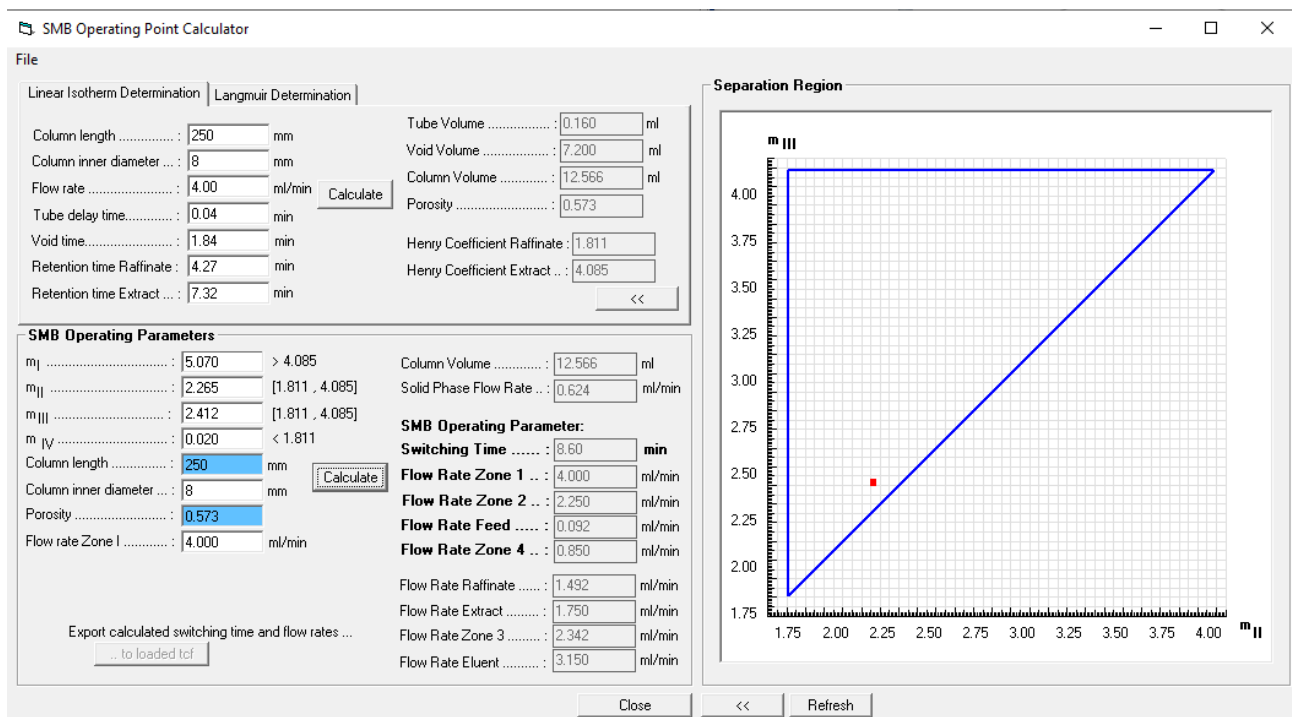 SMB Operating Point Calculator
File
Linear Isotherm Determination
Langmuir Determination
Column length .............. : 250 mm
Column inner diameter ... : 8 mm
Flow rate ...................... : 4.00 ml/min
Tube delay time............. : 0.04 min
Void time...................... : 1.84 min
Retention time Raffinate : 4.27 min
Retention time Extract ... : 7.32 min
Calculate
Tube Volume ................ : 0.160 ml
Void Volume ................. : 7.200 ml
Column Volume ............ : 12.566 ml
Porosity ....................... : 0.573
Henry Coefficient Raffinate : 1.811
Henry Coefficient Extract .. : 4.085
<<
SMB Operating Parameters
mI ............................... : 5.070 > 4.085
mII .............................. : 2.265 [1.811 , 4.085]
mIII ............................ : 2.412 [1.811 , 4.085]
m IV ............................ : 0.020 < 1.811
Column length .............. : 250 mm
Column inner diameter ... : 8 mm
Porosity ....................... : 0.573
Flow rate Zone I ............ : 4.000 ml/min
Calculate
Export calculated switching time and flow rates ...
.. to loaded tcf
Column Volume ............ : 12.566 ml
Solid Phase Flow Rate .. : 0.624 ml/min
SMB Operating Parameter:
Switching Time ...... : 8.60 min
Flow Rate Zone 1 .. : 4.000 ml/min
Flow Rate Zone 2 .. : 2.250 ml/min
Flow Rate Feed ..... : 0.092 ml/min
Flow Rate Zone 4 .. : 0.850 ml/min
Flow Rate Raffinate ...... : 1.492 ml/min
Flow Rate Extract ......... : 1.750 ml/min
Flow Rate Zone 3 ......... : 2.342 ml/min
Flow Rate Eluent .......... : 3.150 ml/min
Separation Region
m III
4.00
3.75
3.50
3.25
3.00
2.75
2.50
2.25
2.00
1.75
1.75 2.00 2.25 2.50 2.75 3.00 3.25 3.50 3.75 4.00 m II
Close << Refresh